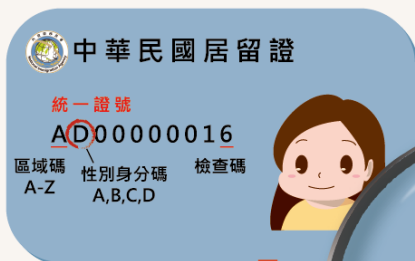 中華民國居留證
統一證號
AD00000016
區域碼
A-Z
性別身分碼
A,B,C,D
檢查碼